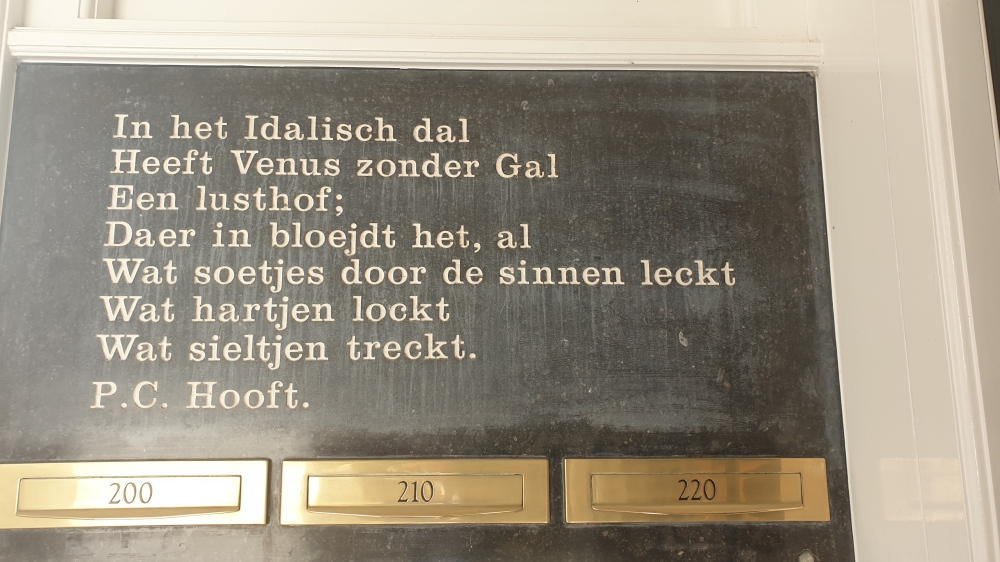 In het Idalisch dal
Heeft Venus zonder Gal
Een lusthof;
Daer in bloejdt het, al
Wat soetjes door de sinnen leckt
Wat hartjen lockt
Wat sieltjen treckt.
P.C. Hooft.
200 210 220